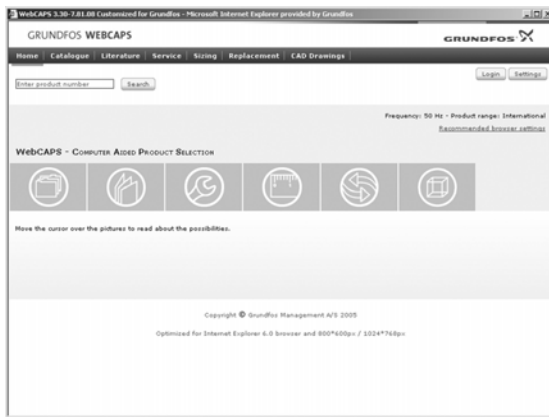 WebCAPS 3.30-7.01.08 Customized for Grundfos - Microsoft Internet Explorer provided by Grundfos
GRUNDFOS WEBCAPS
GRUNDFOS
Home Catalogue Literature Service Sizing Replacement CAD Drawings
Login Settings
Enter product number Search
Frequency: 50 Hz - Product range: International
Recommended browser settings
WebCAPS - Computer Aided Product Selection
Move the cursor over the pictures to read about the possibilities.
Copyright © Grundfos Management A/S 2005
Optimized for Internet Explorer 6.0 browser and 800*600px / 1024*768px